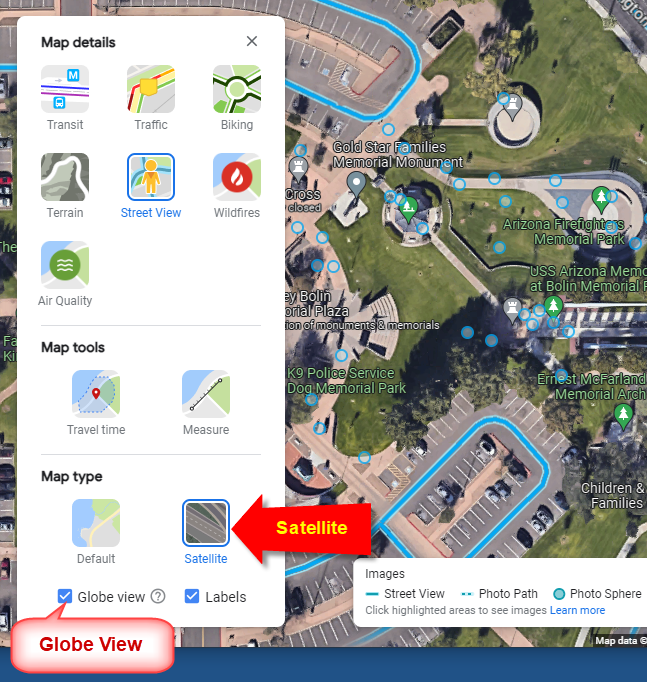 Map details
Transit
Traffic
Biking
Terrain
Street View
Wildfires
Air Quality
Map tools
Travel time
Measure
Map type
Default
Satellite
Globe view
Labels
Satellite
Globe View
M
Gold Star Families
Memorial Monument
Cross
closed
Arizona Firefighters
Memorial Park
USS Arizona Memo
at Bolin Memorial P
ey Bolin
orial Plaza
tion of monuments & memorials
K9 Police Service
Dog Memorial Park
Ernest McFarland
Memorial Arch
Children &
Families
The
Fa
Ki
Images
Street View
Photo Path
Photo Sphere
Click highlighted areas to see images Learn more
Map data ©